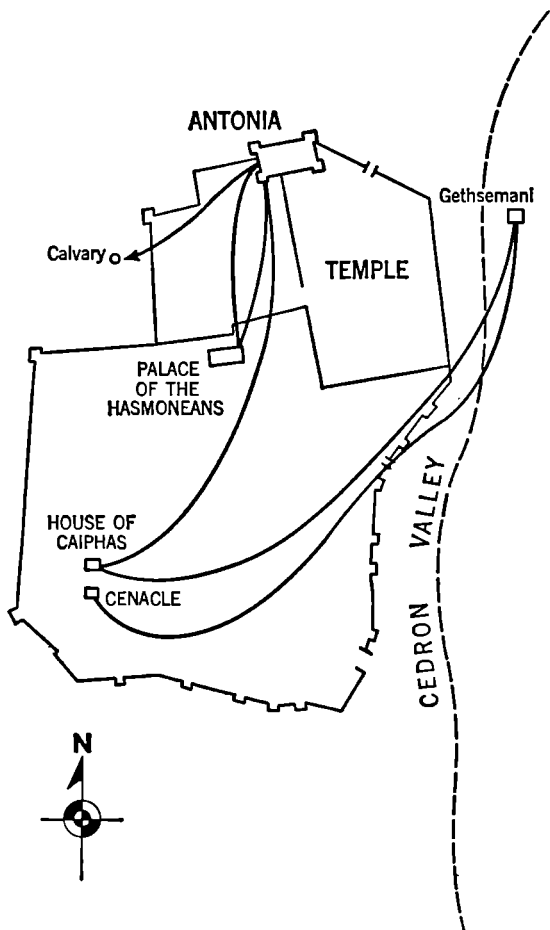 ANTONIA
Gethsemani
Calvary
TEMPLE
PALACE
OF THE
HASMONEANS
HOUSE OF
CAIPHAS
CENACLE
CEDRON VALLEY
N